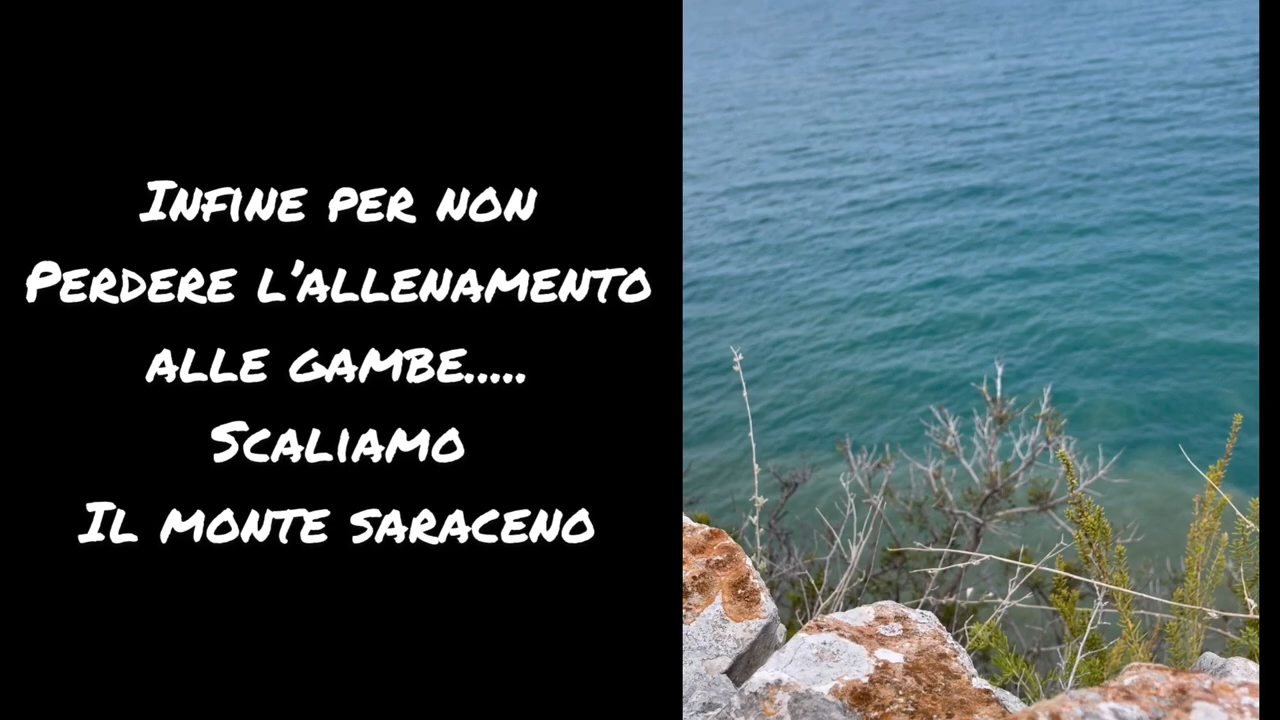 Infine per non
Perdere l'allenamento
alle gambe.....
Scaliamo
Il monte saraceno